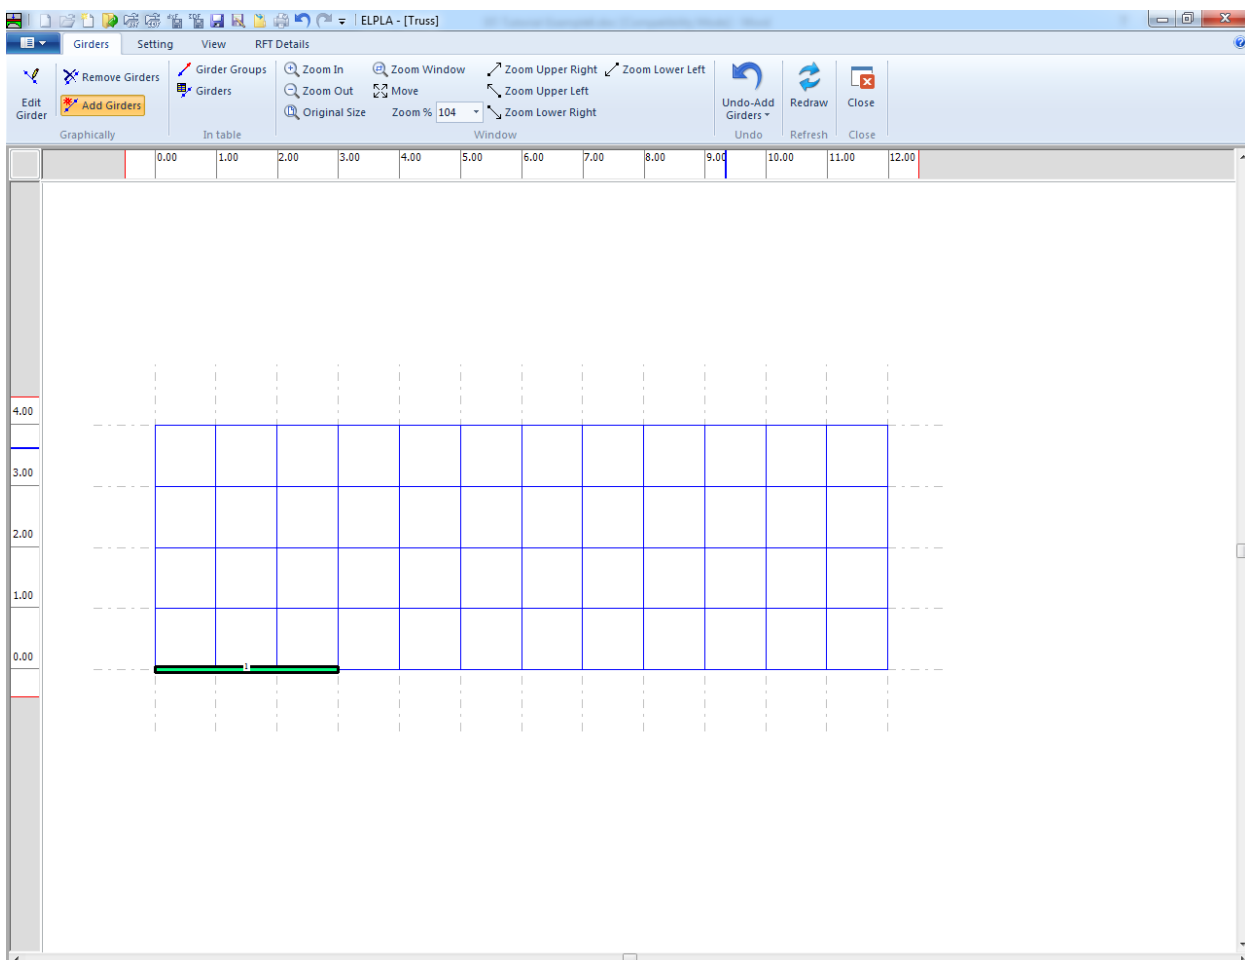 ELPLA - [Truss]
Girders Setting View RFT Details
Edit Girder
Remove Girders
Add Girders
Graphically
Girder Groups
Girders
In table
Zoom In Zoom Window Zoom Upper Right Zoom Lower Left
Zoom Out Move Zoom Upper Left
Original Size Zoom % 104 Zoom Lower Right
Window
Undo-Add Girders
Undo
Redraw
Refresh
Close
Close
0.00 1.00 2.00 3.00 4.00 5.00 6.00 7.00 8.00 9.00 10.00 11.00 12.00
4.00
3.00
2.00
1.00
0.00
1